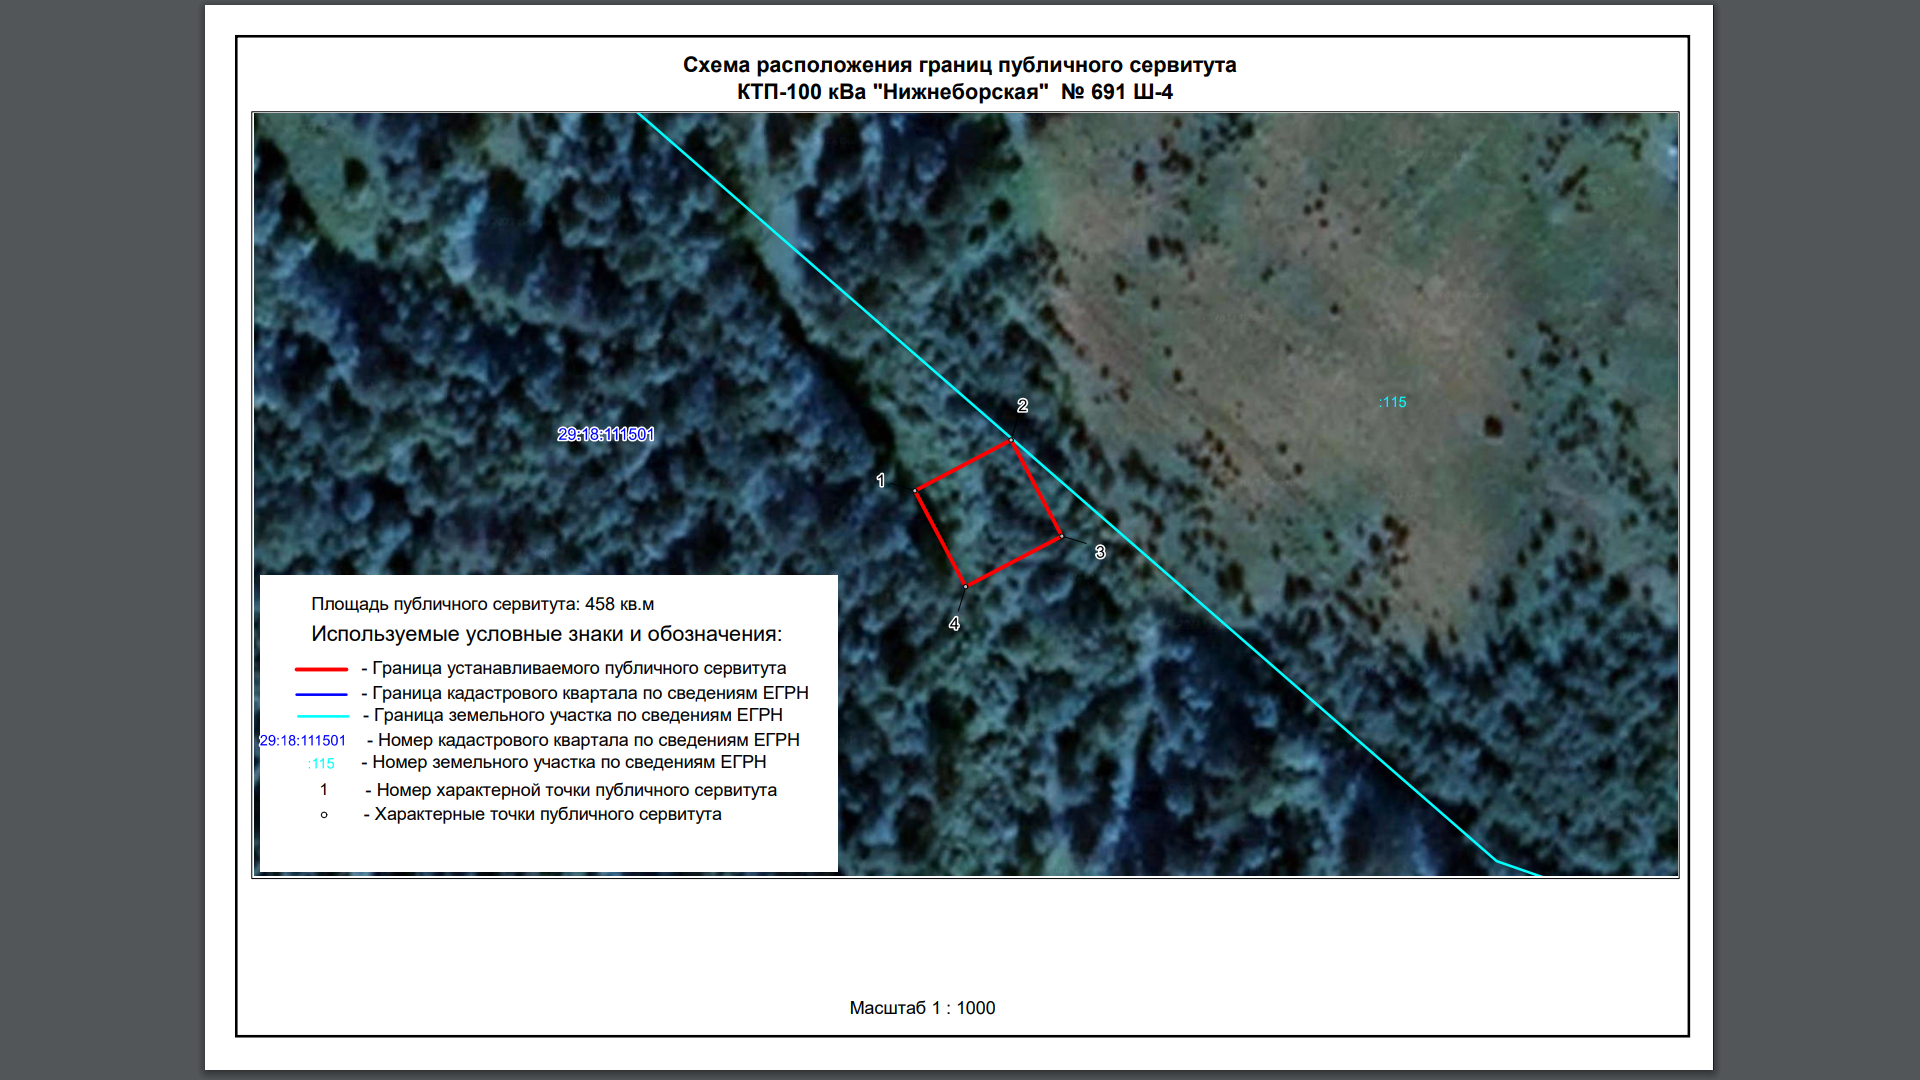 Схема расположения границ публичного сервитута
КТП-100 кВа "Нижнеборская" № 691 Ш-4
:115
2
29:18:111501
1
3
4
Площадь публичного сервитута: 458 кв.м
Используемые условные знаки и обозначения:
- Граница устанавливаемого публичного сервитута
- Граница кадастрового квартала по сведениям ЕГРН
- Граница земельного участка по сведениям ЕГРН
29:18:111501 - Номер кадастрового квартала по сведениям ЕГРН
:115 - Номер земельного участка по сведениям ЕГРН
1 - Номер характерной точки публичного сервитута
- Характерные точки публичного сервитута
Масштаб 1 : 1000